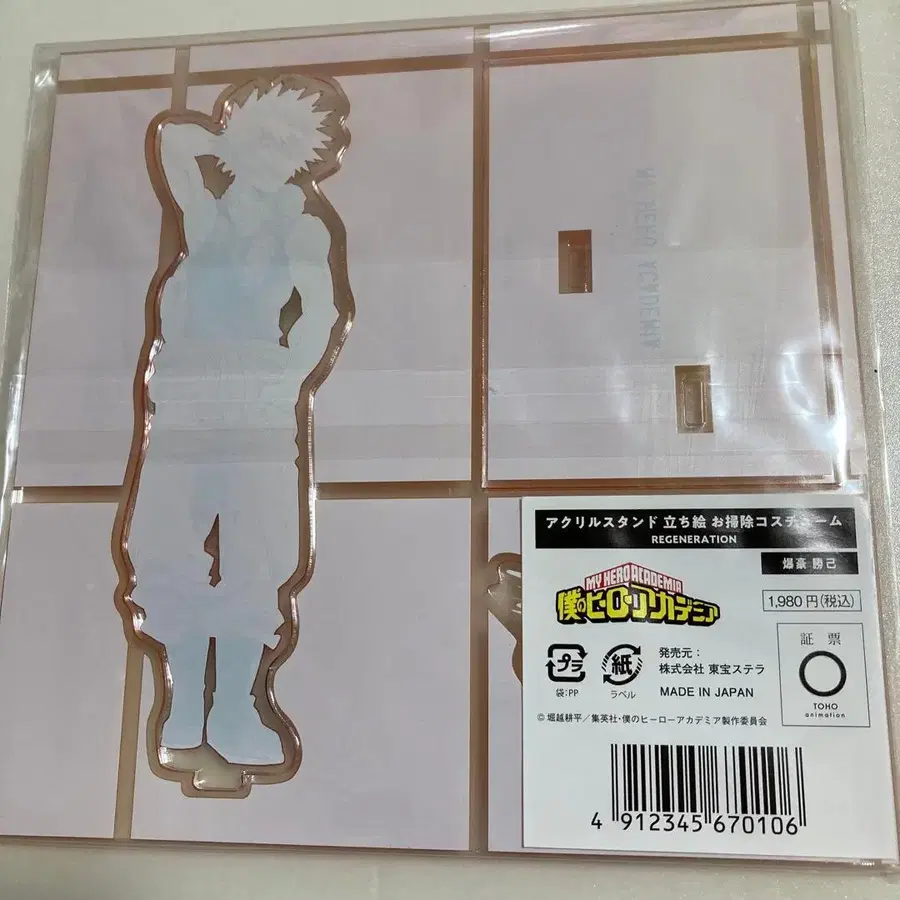 MY HERO ACADEMIA
アクリルスタンド 立ち絵 お掃除コスチューム
REGENERATION
爆豪 勝己
MY HERO ACADEMIA
僕のヒーローアカデミア
1,980 円(税込)
プラ
袋:PP
紙
ラベル
発売元:
株式会社 東宝ステラ
MADE IN JAPAN
証 票
TOHO
animation
© 堀越耕平/集英社・僕のヒーローアカデミア製作委員会
4 912345 670106